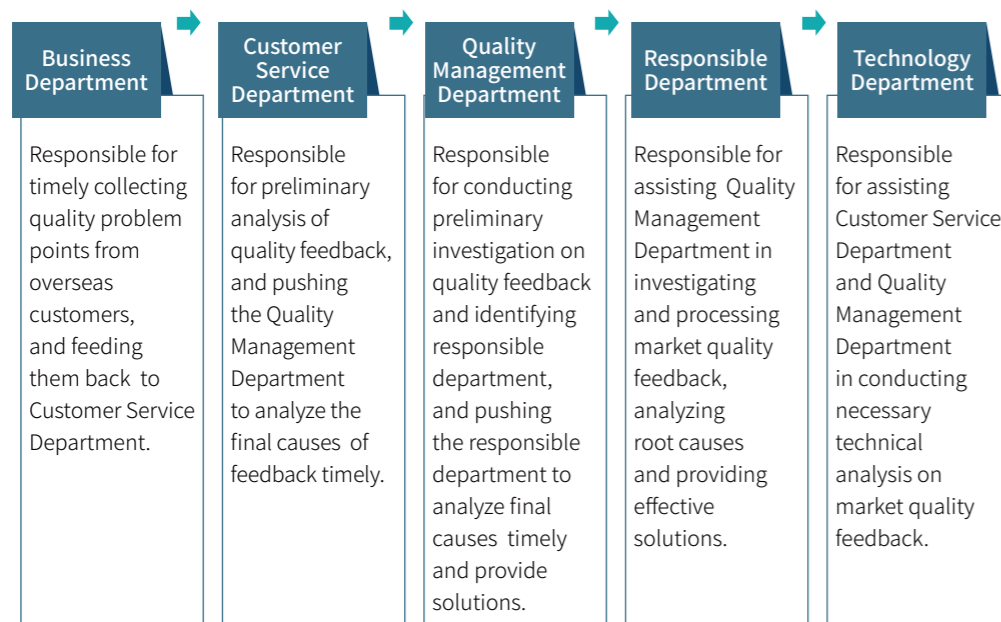 Business
Department
Responsible for
timely collecting
quality problem
points from
overseas
customers,
and feeding
them back to
Customer Service
Department.
Customer
Service
Department
Responsible
for preliminary
analysis of
quality feedback,
and pushing
the Quality
Management
Department
to analyze the
final causes of
feedback timely.
Quality
Management
Department
Responsible
for conducting
preliminary
investigation on
quality feedback
and identifying
responsible
department,
and pushing
the responsible
department to
analyze final
causes timely
and provide
solutions.
Responsible
Department
Responsible for
assisting Quality
Management
Department in
investigating
and processing
market quality
feedback,
analyzing
root causes
and providing
effective
solutions.
Technology
Department
Responsible
for assisting
Customer Service
Department
and Quality
Management
Department
in conducting
necessary
technical
analysis on
market quality
feedback.